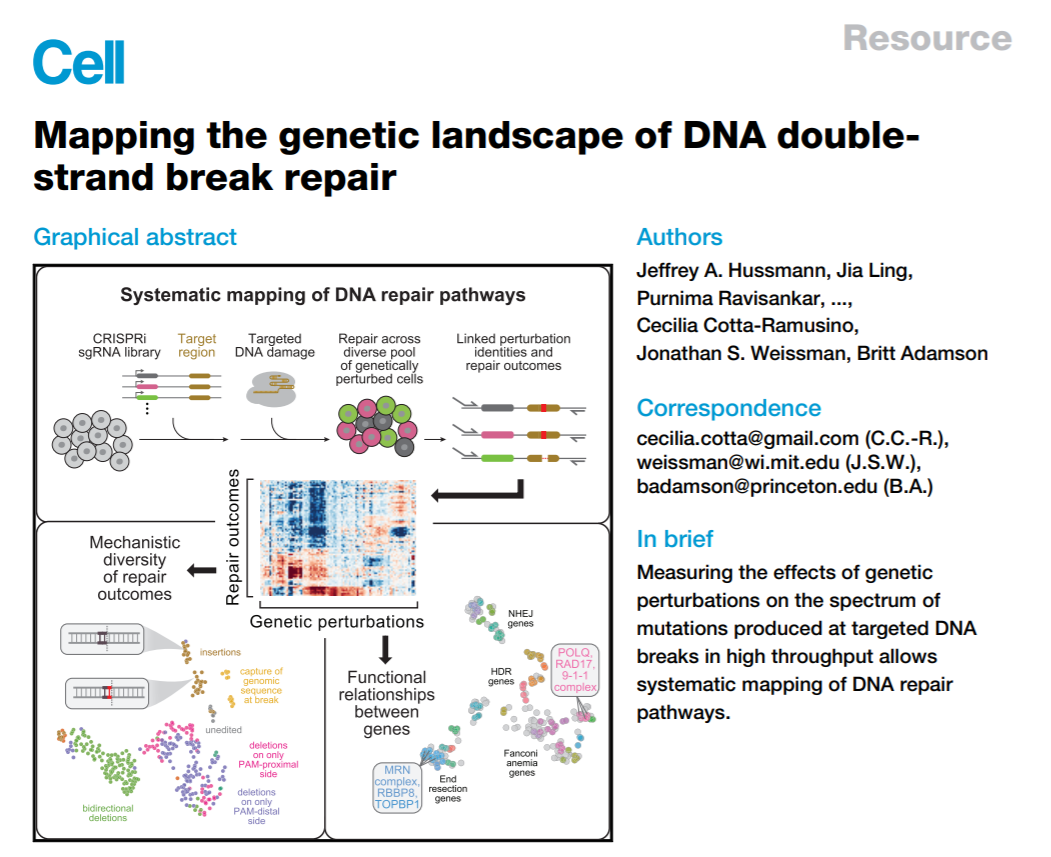 Resource
Cell
Mapping the genetic landscape of DNA double-
strand break repair
Graphical abstract
Systematic mapping of DNA repair pathways
CRISPRi
sgRNA library
Target
region
Targeted
DNA damage
Repair across
diverse pool
of genetically
perturbed cells
Linked perturbation
identities and
repair outcomes
Repair outcomes
Genetic perturbations
Mechanistic
diversity
of repair
outcomes
insertions
capture of
genomic
sequence
at break
unedited
deletions
on only
PAM-proximal
side
deletions
on only
PAM-distal
side
bidirectional
deletions
Functional
relationships
between
genes
NHEJ
genes
HDR
genes
POLQ,
RAD17,
9-1-1
complex
Fanconi
anemia
genes
End
resection
genes
MRN
complex,
RBBP8,
TOPBP1
Authors
Jeffrey A. Hussmann, Jia Ling,
Purnima Ravisankar, ...,
Cecilia Cotta-Ramusino,
Jonathan S. Weissman, Britt Adamson
Correspondence
cecilia.cotta@gmail.com (C.C.-R.),
weissman@wi.mit.edu (J.S.W.),
badamson@princeton.edu (B.A.)
In brief
Measuring the effects of genetic
perturbations on the spectrum of
mutations produced at targeted DNA
breaks in high throughput allows
systematic mapping of DNA repair
pathways.